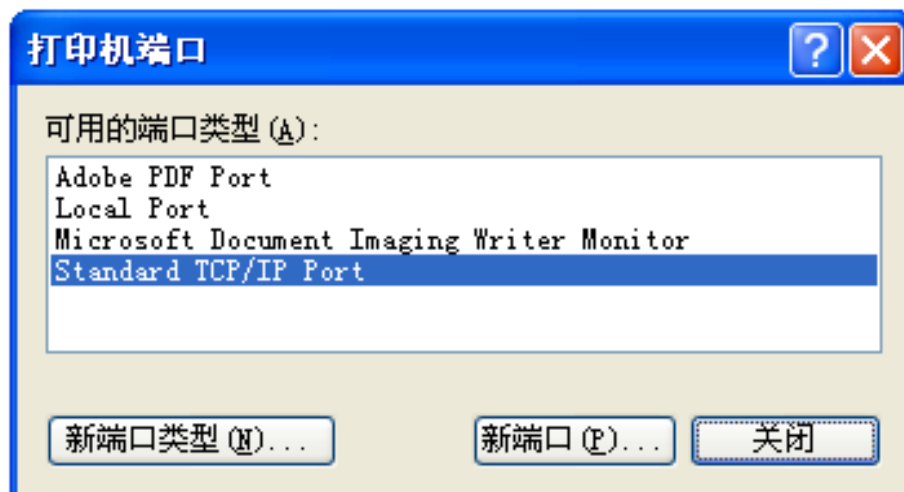 打印机端口
可用的端口类型(A):
Adobe PDF Port
Local Port
Microsoft Document Imaging Writer Monitor
Standard TCP/IP Port
新端口类型(N)... 新端口(P)... 关闭